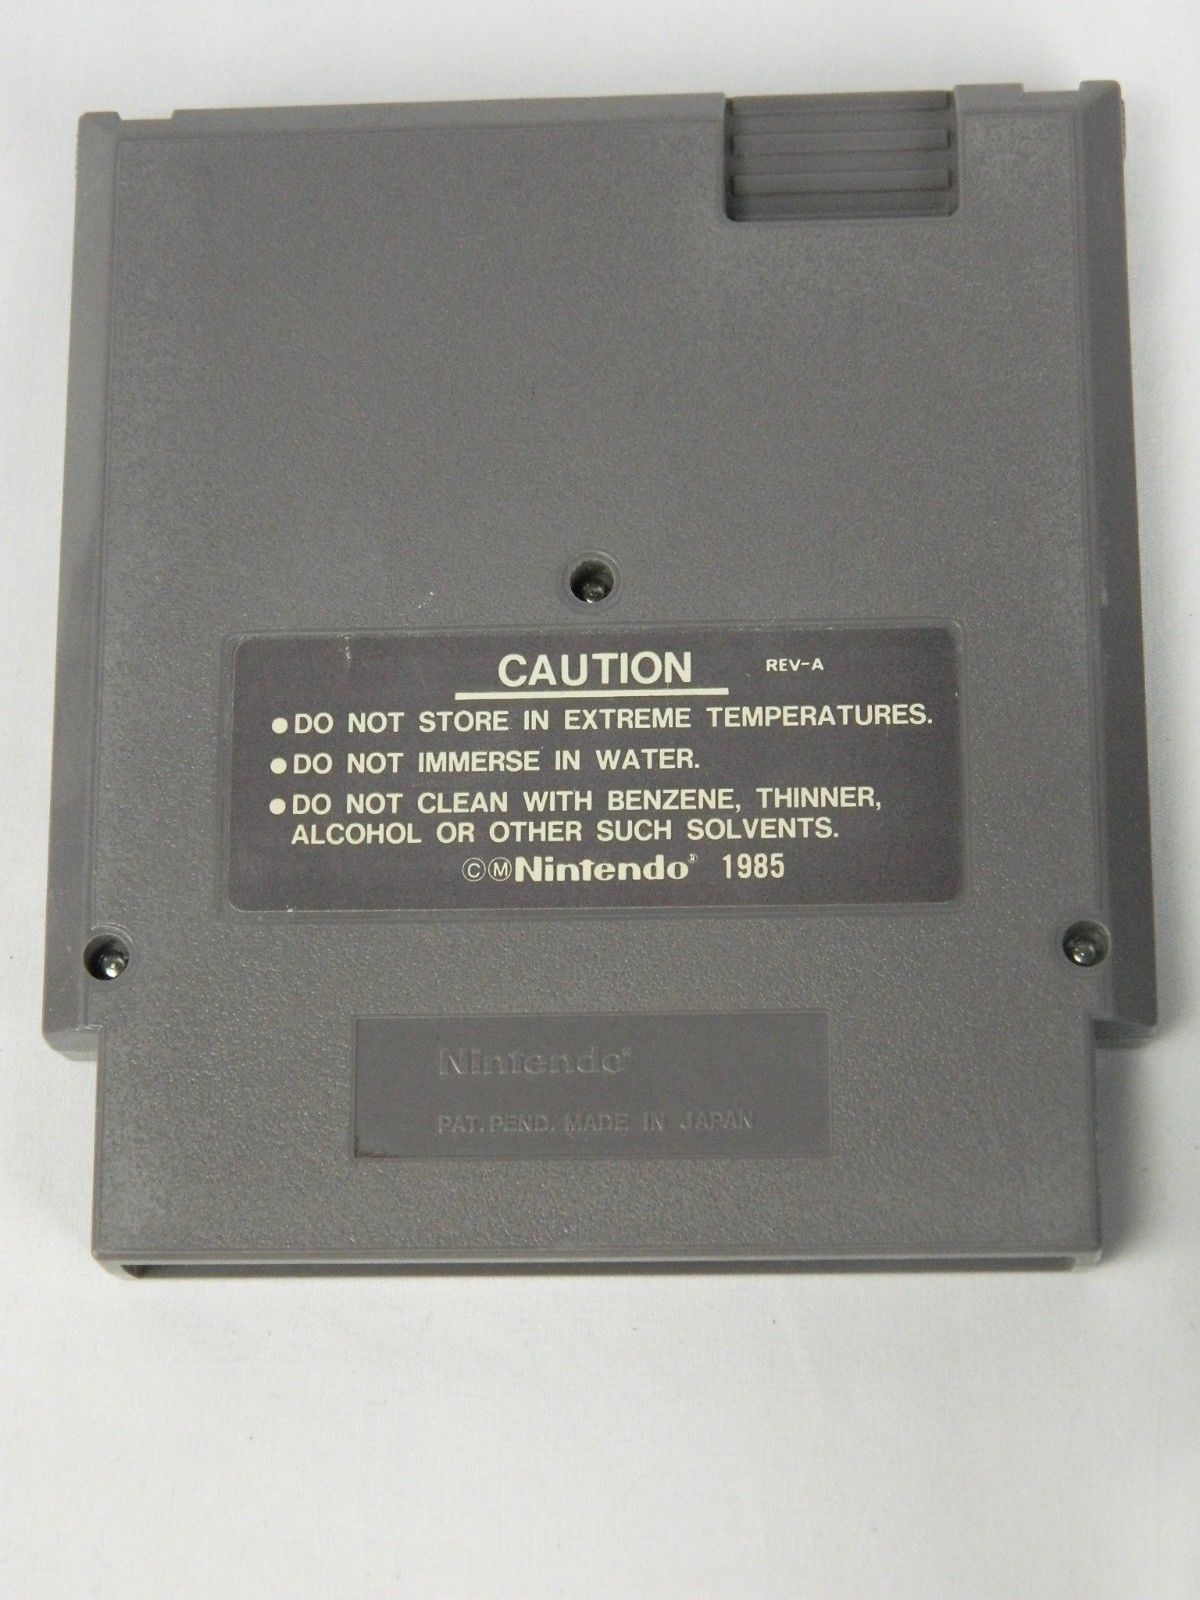 CAUTION REV-A
●DO NOT STORE IN EXTREME TEMPERATURES.
●DO NOT IMMERSE IN WATER.
●DO NOT CLEAN WITH BENZENE, THINNER,
ALCOHOL OR OTHER SUCH SOLVENTS.
ⒸⓂNintendo® 1985
Nintendo®
PAT. PEND. MADE IN JAPAN